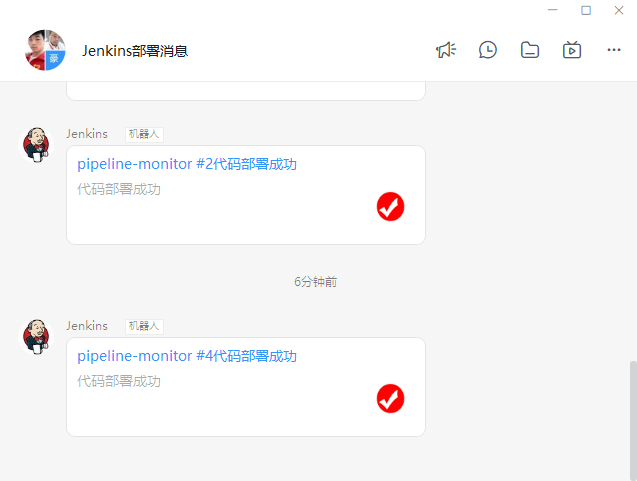 豪
Jenkins部署消息
Jenkins 机器人
pipeline-monitor #2代码部署成功
代码部署成功
6分钟前
Jenkins 机器人
pipeline-monitor #4代码部署成功
代码部署成功